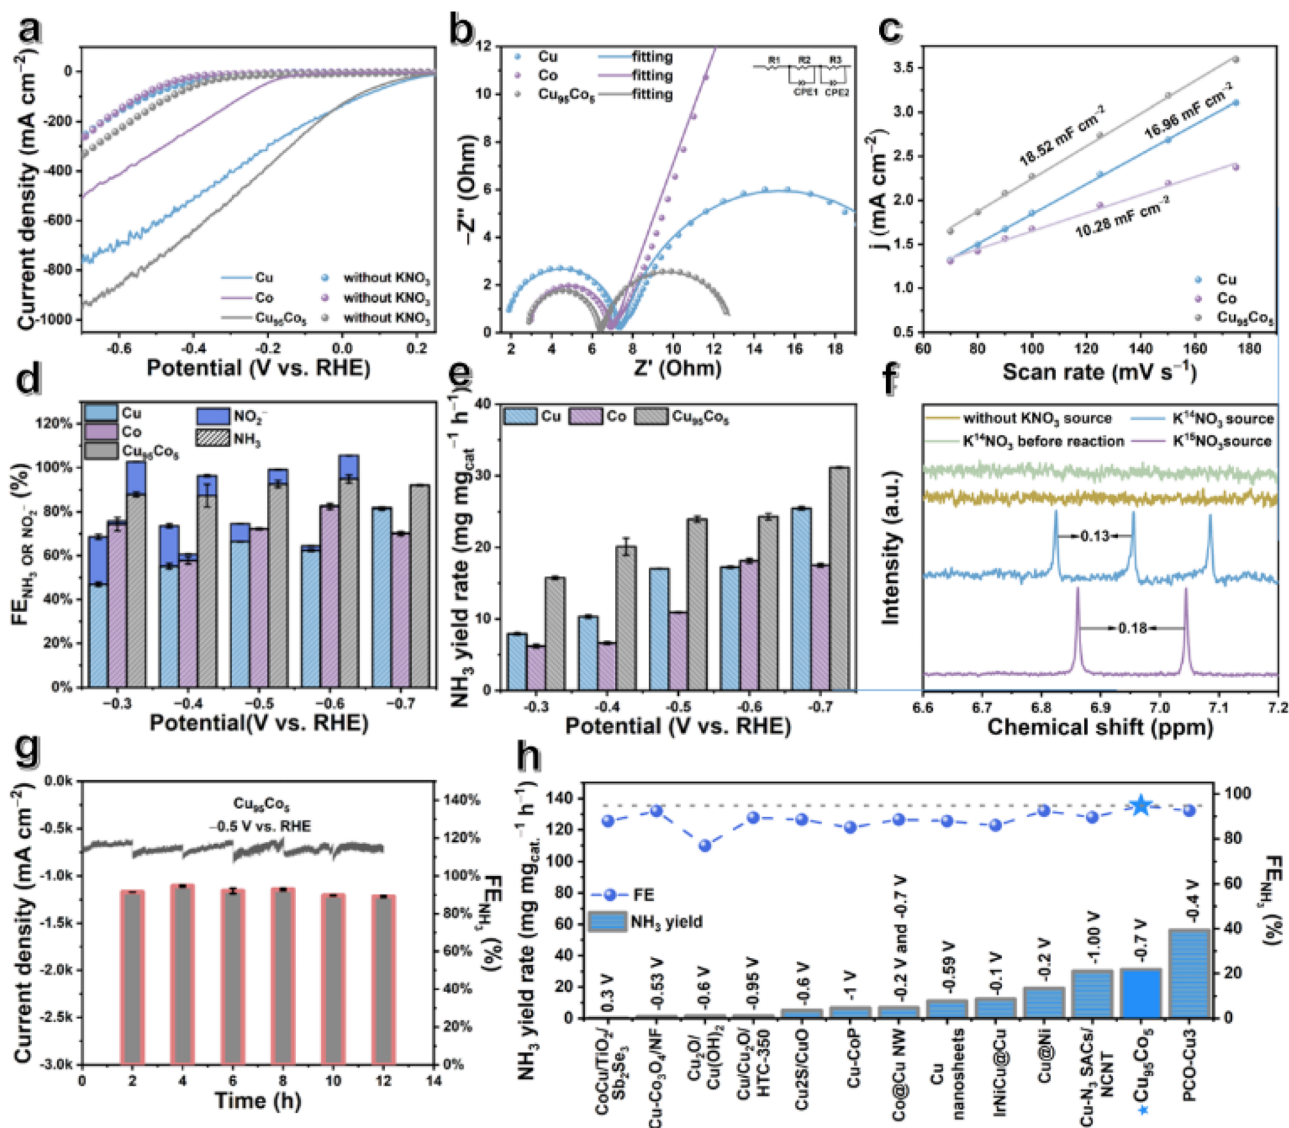 a
Current density (mA cm⁻²)
0
-200
-400
-600
-800
-1000
Cu
Co
Cu₉₅Co₅
without KNO₃
without KNO₃
without KNO₃
-0.6
-0.4
-0.2
0.0
0.2
Potential (V vs. RHE)
b
−Z'' (Ohm)
12
10
8
6
4
2
0
Cu
Co
Cu₉₅Co₅
fitting
fitting
fitting
R1
R2
R3
CPE1
CPE2
2
4
6
8
10
12
14
16
18
Z' (Ohm)
c
j (mA cm⁻²)
3.5
3.0
2.5
2.0
1.5
1.0
0.5
18.52 mF cm⁻²
16.96 mF cm⁻²
10.28 mF cm⁻²
Cu
Co
Cu₉₅Co₅
60
80
100
120
140
160
180
Scan rate (mV s⁻¹)
d
FE NH₃ OR NO₂⁻ (%)
120%
100%
80%
60%
40%
20%
0%
Cu
Co
Cu₉₅Co₅
NO₂⁻
NH₃
−0.3
−0.4
−0.5
−0.6
−0.7
Potential(V vs. RHE)
e
NH₃ yield rate (mg mgcat⁻¹ h⁻¹)
40
30
20
10
0
Cu
Co
Cu₉₅Co₅
-0.3
-0.4
-0.5
-0.6
-0.7
Potential (V vs. RHE)
f
Intensity (a.u.)
without KNO₃ source
K¹⁴NO₃ source
K¹⁴NO₃ before reaction
K¹⁵NO₃source
0.13
0.18
6.6
6.7
6.8
6.9
7.0
7.1
7.2
Chemical shift (ppm)
g
Current density (mA cm⁻²)
0.0k
-0.5k
-1.0k
-1.5k
-2.0k
-2.5k
-3.0k
Cu₉₅Co₅
−0.5 V vs. RHE
140%
120%
100%
80%
60%
40%
20%
0%
FE NH₃ (%)
0
2
4
6
8
10
12
14
Time (h)
h
NH₃ yield rate (mg mgcat.⁻¹ h⁻¹)
140
120
100
80
60
40
20
0
FE
NH₃ yield
0.3 V
-0.53 V
-0.6 V
-0.95 V
-0.6 V
-1 V
-0.2 V and -0.7 V
-0.59 V
-0.1 V
-0.2 V
-1.00 V
-0.7 V
-0.4 V
100
80
60
40
20
0
FE NH₃ (%)
CoCu/TiO₂/
Sb₂Se₃
Cu-Co₃O₄/NF
Cu₂O/
Cu(OH)₂
Cu/Cu₂O/
HTC-350
Cu2S/CuO
Cu-CoP
Co@Cu NW
Cu
nanosheets
IrNiCu@Cu
Cu@Ni
Cu-N₃ SACs/
NCNT
★Cu₉₅Co₅
PCO-Cu3